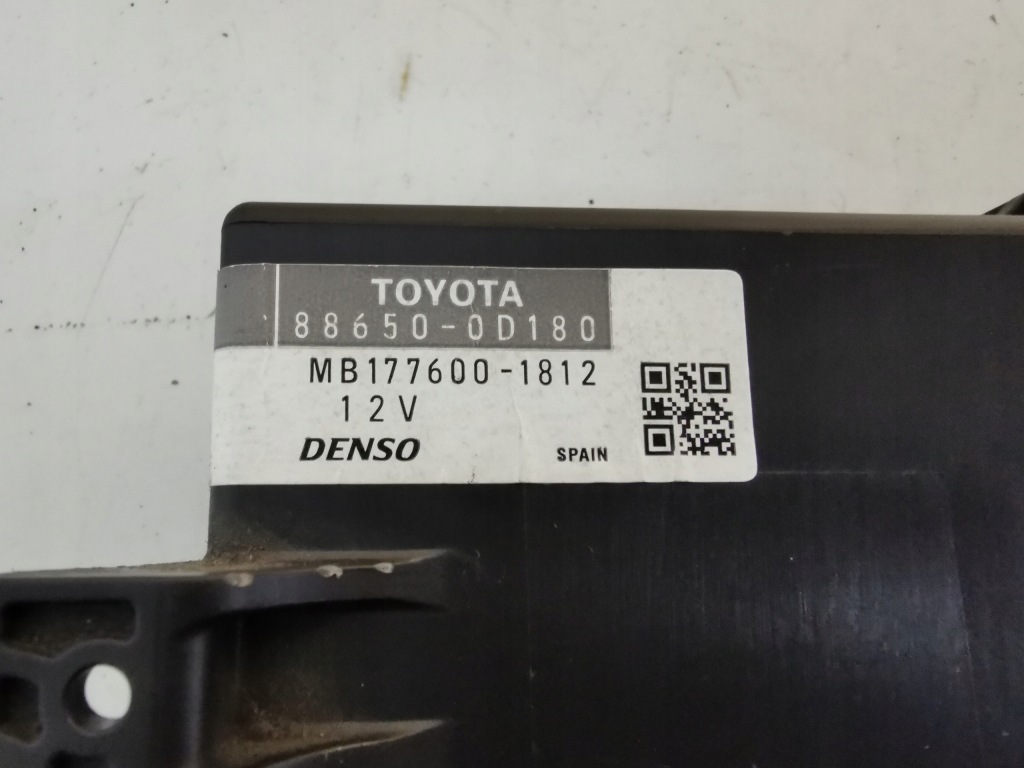 TOYOTA
88650-0D180
MB177600-1812
12V
DENSO SPAIN